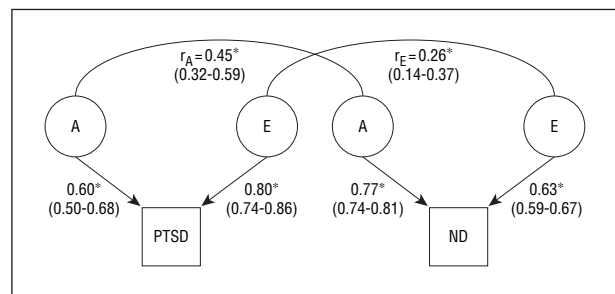 r_A=0.45* r_E=0.26*
(0.32-0.59) (0.14-0.37)
A E A E
0.60* 0.80* 0.77* 0.63*
(0.50-0.68) (0.74-0.86) (0.74-0.81) (0.59-0.67)
PTSD ND